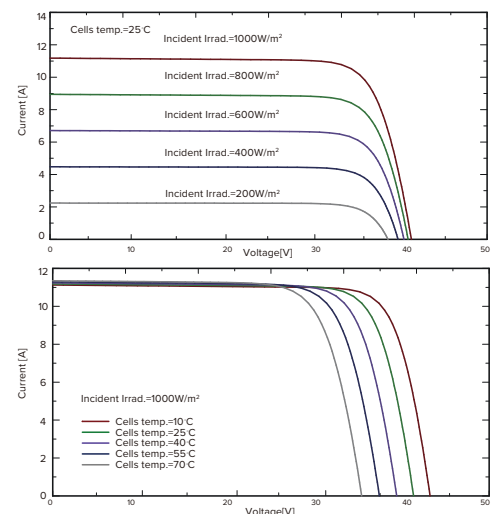 14
12
10
8
6
4
2
0
Current [A]
Cells temp.=25°C
Incident Irrad.=1000W/m²
Incident Irrad.=800W/m²
Incident Irrad.=600W/m²
Incident Irrad.=400W/m²
Incident Irrad.=200W/m²
0 10 20 30 40 50
Voltage[V]
12
10
8
6
4
2
0
Current [A]
Incident Irrad.=1000W/m²
Cells temp.=10°C
Cells temp.=25°C
Cells temp.=40°C
Cells temp.=55°C
Cells temp.=70°C
0 10 20 30 40 50
Voltage[V]